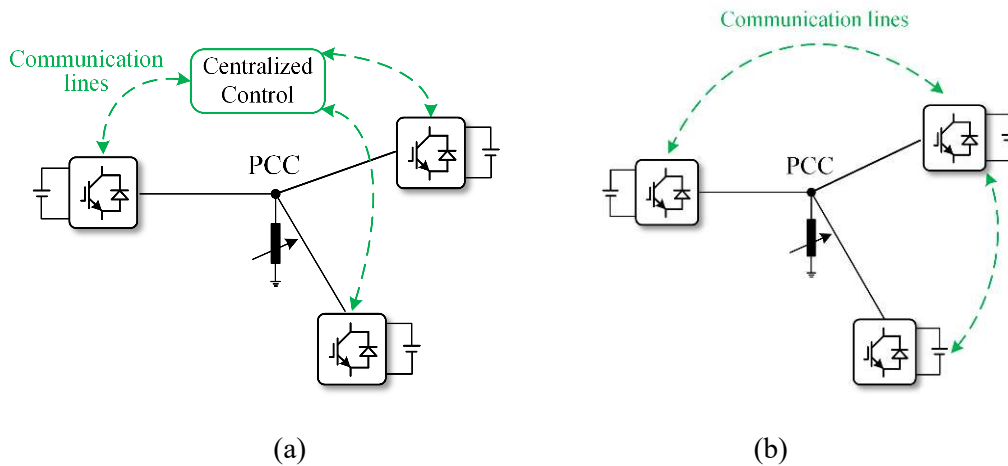 Communication
lines
Centralized
Control
PCC
(a)
Communication lines
PCC
(b)